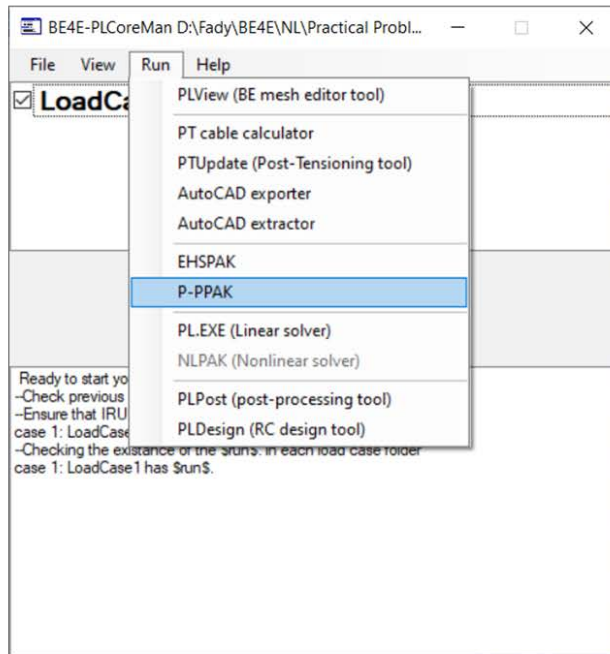 BE4E-PLCoreMan D:\Fady\BE4E\NL\Practical Probl...
File View Run Help
LoadCa
PLView (BE mesh editor tool)
PT cable calculator
PTUpdate (Post-Tensioning tool)
AutoCAD exporter
AutoCAD extractor
EHSPAK
P-PPAK
PL.EXE (Linear solver)
NLPAK (Nonlinear solver)
PLPost (post-processing tool)
PLDesign (RC design tool)
Ready to start yo
--Check previous
--Ensure that IRU
case 1: LoadCase
--Checking the existance of the $run$. in each load case folder
case 1: LoadCase1 has $run$.